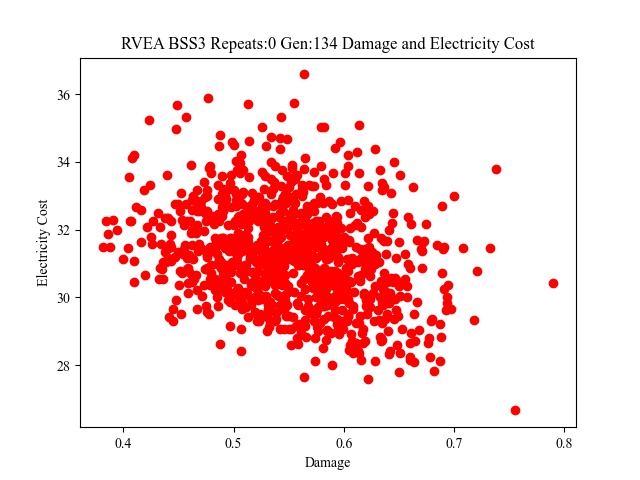 RVEA BSS3 Repeats:0 Gen:134 Damage and Electricity Cost
36
34
32
30
28
Electricity Cost
0.4 0.5 0.6 0.7 0.8
Damage